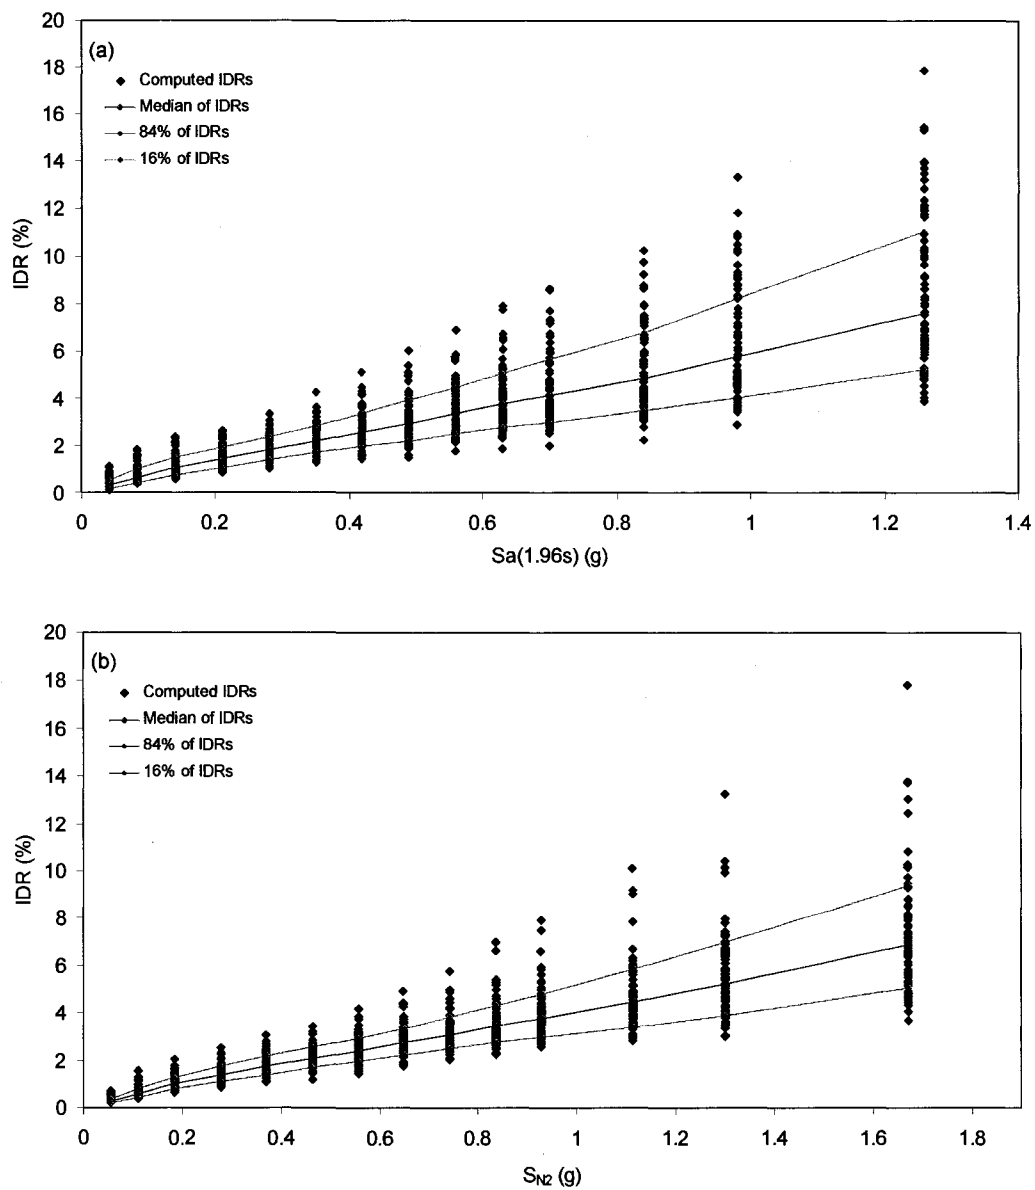 20
(a)
18
Computed IDRs
16
Median of IDRs
84% of IDRs
14
16% of IDRs
12
IDR (%)
10
8
6
4
2
0
0 0.2 0.4 0.6 0.8 1 1.2 1.4
Sa(1.96s) (g)
20
(b)
18
Computed IDRs
16
Median of IDRs
84% of IDRs
14
16% of IDRs
12
IDR (%)
10
8
6
4
2
0
0 0.2 0.4 0.6 0.8 1 1.2 1.4 1.6 1.8
SN2 (g)